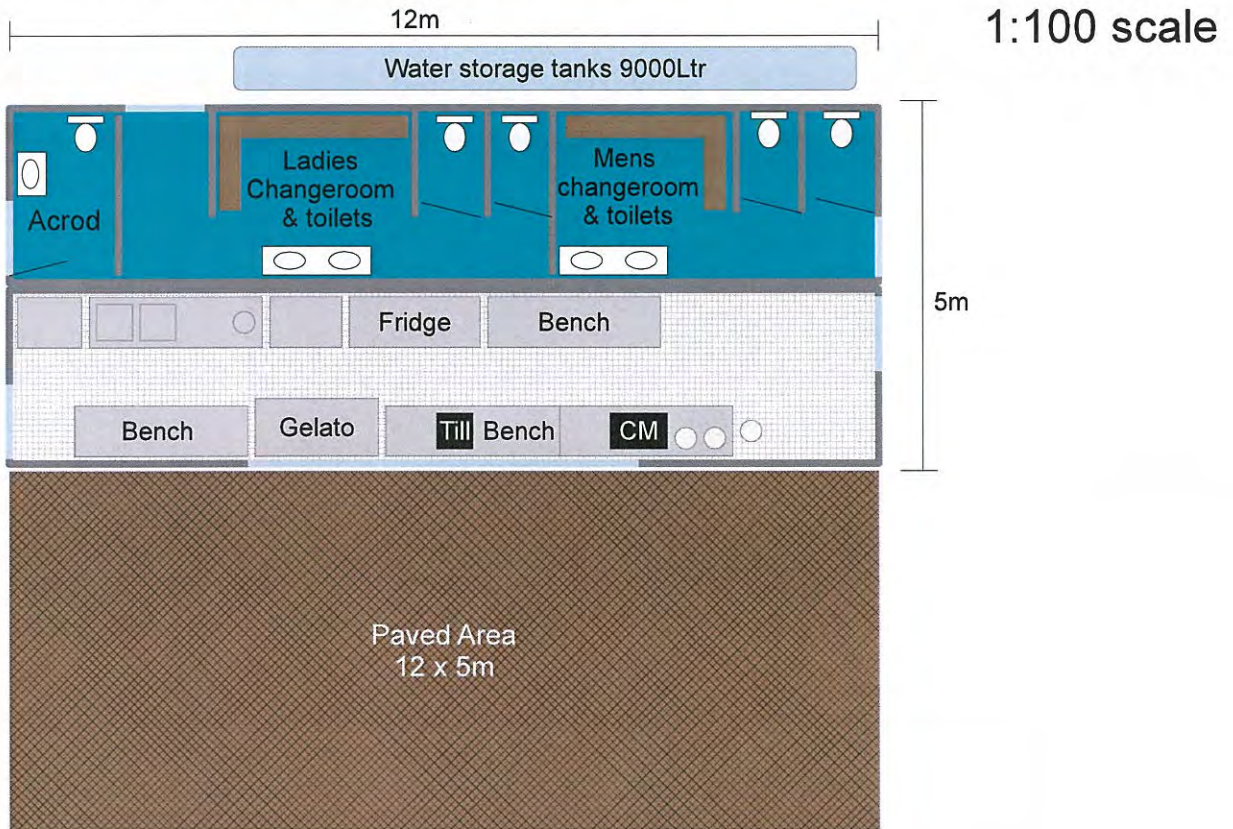 12m
1:100 scale
Water storage tanks 9000Ltr
Ladies
Changeroom
& toilets
Mens
changeroom
& toilets
Acrod
5m
Fridge
Bench
Bench
Gelato
Till
Bench
CM
Paved Area
12 x 5m